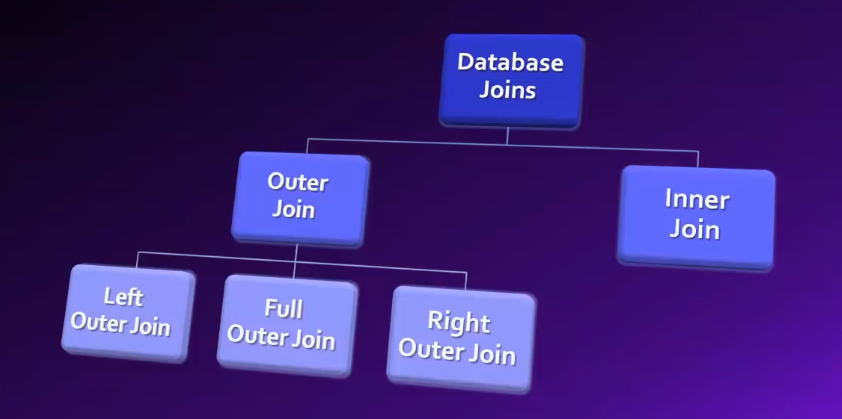 Database
Joins
Outer
Join
Inner
Join
Left
Outer Join
Full
Outer Join
Right
Outer Join